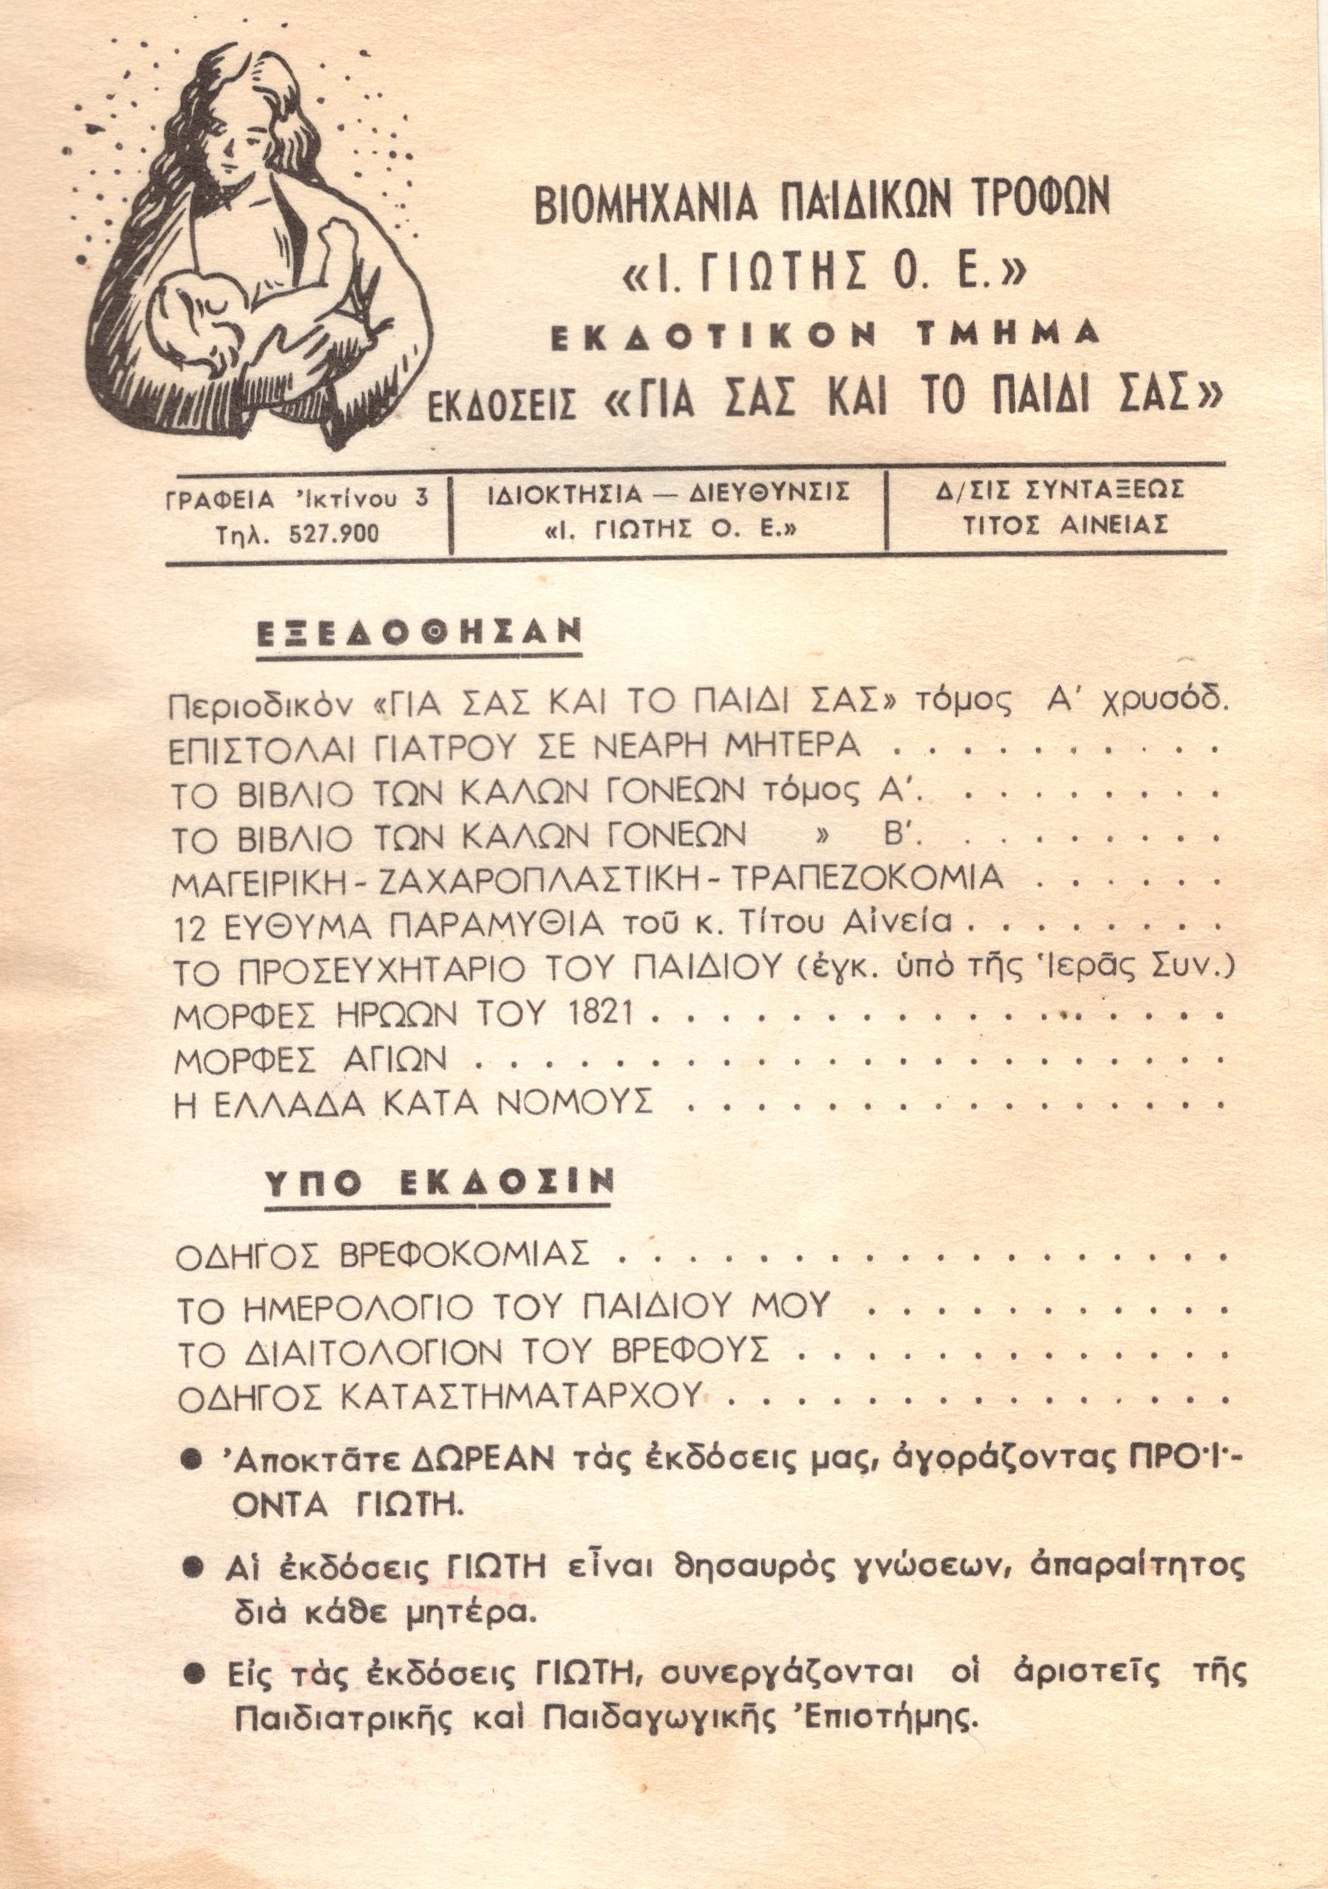 ΒΙΟΜΗΧΑΝΙΑ ΠΑΙΔΙΚΩΝ ΤΡΟΦΩΝ
«Ι. ΓΙΩΤΗΣ Ο. Ε.»
ΕΚΔΟΤΙΚΟΝ ΤΜΗΜΑ
ΕΚΔΟΣΕΙΣ «ΓΙΑ ΣΑΣ ΚΑΙ ΤΟ ΠΑΙΔΙ ΣΑΣ»
ΓΡΑΦΕΙΑ Ἰκτίνου 3
Τηλ. 527.900
ΙΔΙΟΚΤΗΣΙΑ — ΔΙΕΥΘΥΝΣΙΣ
«Ι. ΓΙΩΤΗΣ Ο. Ε.»
Δ/ΣΙΣ ΣΥΝΤΑΞΕΩΣ
ΤΙΤΟΣ ΑΙΝΕΙΑΣ
ΕΞΕΔΟΘΗΣΑΝ
Περιοδικὸν «ΓΙΑ ΣΑΣ ΚΑΙ ΤΟ ΠΑΙΔΙ ΣΑΣ» τόμος Α′ χρυσόδ.
ΕΠΙΣΤΟΛΑΙ ΓΙΑΤΡΟΥ ΣΕ ΝΕΑΡΗ ΜΗΤΕΡΑ . . . . . . . . . .
ΤΟ ΒΙΒΛΙΟ ΤΩΝ ΚΑΛΩΝ ΓΟΝΕΩΝ τόμος Α′. . . . . . . . .
ΤΟ ΒΙΒΛΙΟ ΤΩΝ ΚΑΛΩΝ ΓΟΝΕΩΝ » Β′. . . . . . . . .
ΜΑΓΕΙΡΙΚΗ - ΖΑΧΑΡΟΠΛΑΣΤΙΚΗ - ΤΡΑΠΕΖΟΚΟΜΙΑ . . . . . .
12 ΕΥΘΥΜΑ ΠΑΡΑΜΥΘΙΑ τοῦ κ. Τίτου Αἰνεία . . . . . . . .
ΤΟ ΠΡΟΣΕΥΧΗΤΑΡΙΟ ΤΟΥ ΠΑΙΔΙΟΥ (ἐγκ. ὑπὸ τῆς Ἱερᾶς Συν.)
ΜΟΡΦΕΣ ΗΡΩΩΝ ΤΟΥ 1821 . . . . . . . . . . . . . . . . .
ΜΟΡΦΕΣ ΑΓΙΩΝ . . . . . . . . . . . . . . . . . . . . . .
Η ΕΛΛΑΔΑ ΚΑΤΑ ΝΟΜΟΥΣ . . . . . . . . . . . . . . . .
ΥΠΟ ΕΚΔΟΣΙΝ
ΟΔΗΓΟΣ ΒΡΕΦΟΚΟΜΙΑΣ . . . . . . . . . . . . . . . . . .
ΤΟ ΗΜΕΡΟΛΟΓΙΟ ΤΟΥ ΠΑΙΔΙΟΥ ΜΟΥ . . . . . . . . . . .
ΤΟ ΔΙΑΙΤΟΛΟΓΙΟΝ ΤΟΥ ΒΡΕΦΟΥΣ . . . . . . . . . . . . .
ΟΔΗΓΟΣ ΚΑΤΑΣΤΗΜΑΤΑΡΧΟΥ . . . . . . . . . . . . . . .
● Ἀποκτᾶτε ΔΩΡΕΑΝ τὰς ἐκδόσεις μας, ἀγοράζοντας ΠΡΟ·Ι·-
ΟΝΤΑ ΓΙΩΤΗ.
● Αἱ ἐκδόσεις ΓΙΩΤΗ εἶναι θησαυρὸς γνώσεων, ἀπαραίτητος
διὰ κάθε μητέρα.
● Εἰς τὰς ἐκδόσεις ΓΙΩΤΗ, συνεργάζονται οἱ ἀριστεῖς τῆς
Παιδιατρικῆς καὶ Παιδαγωγικῆς Ἐπιστήμης.